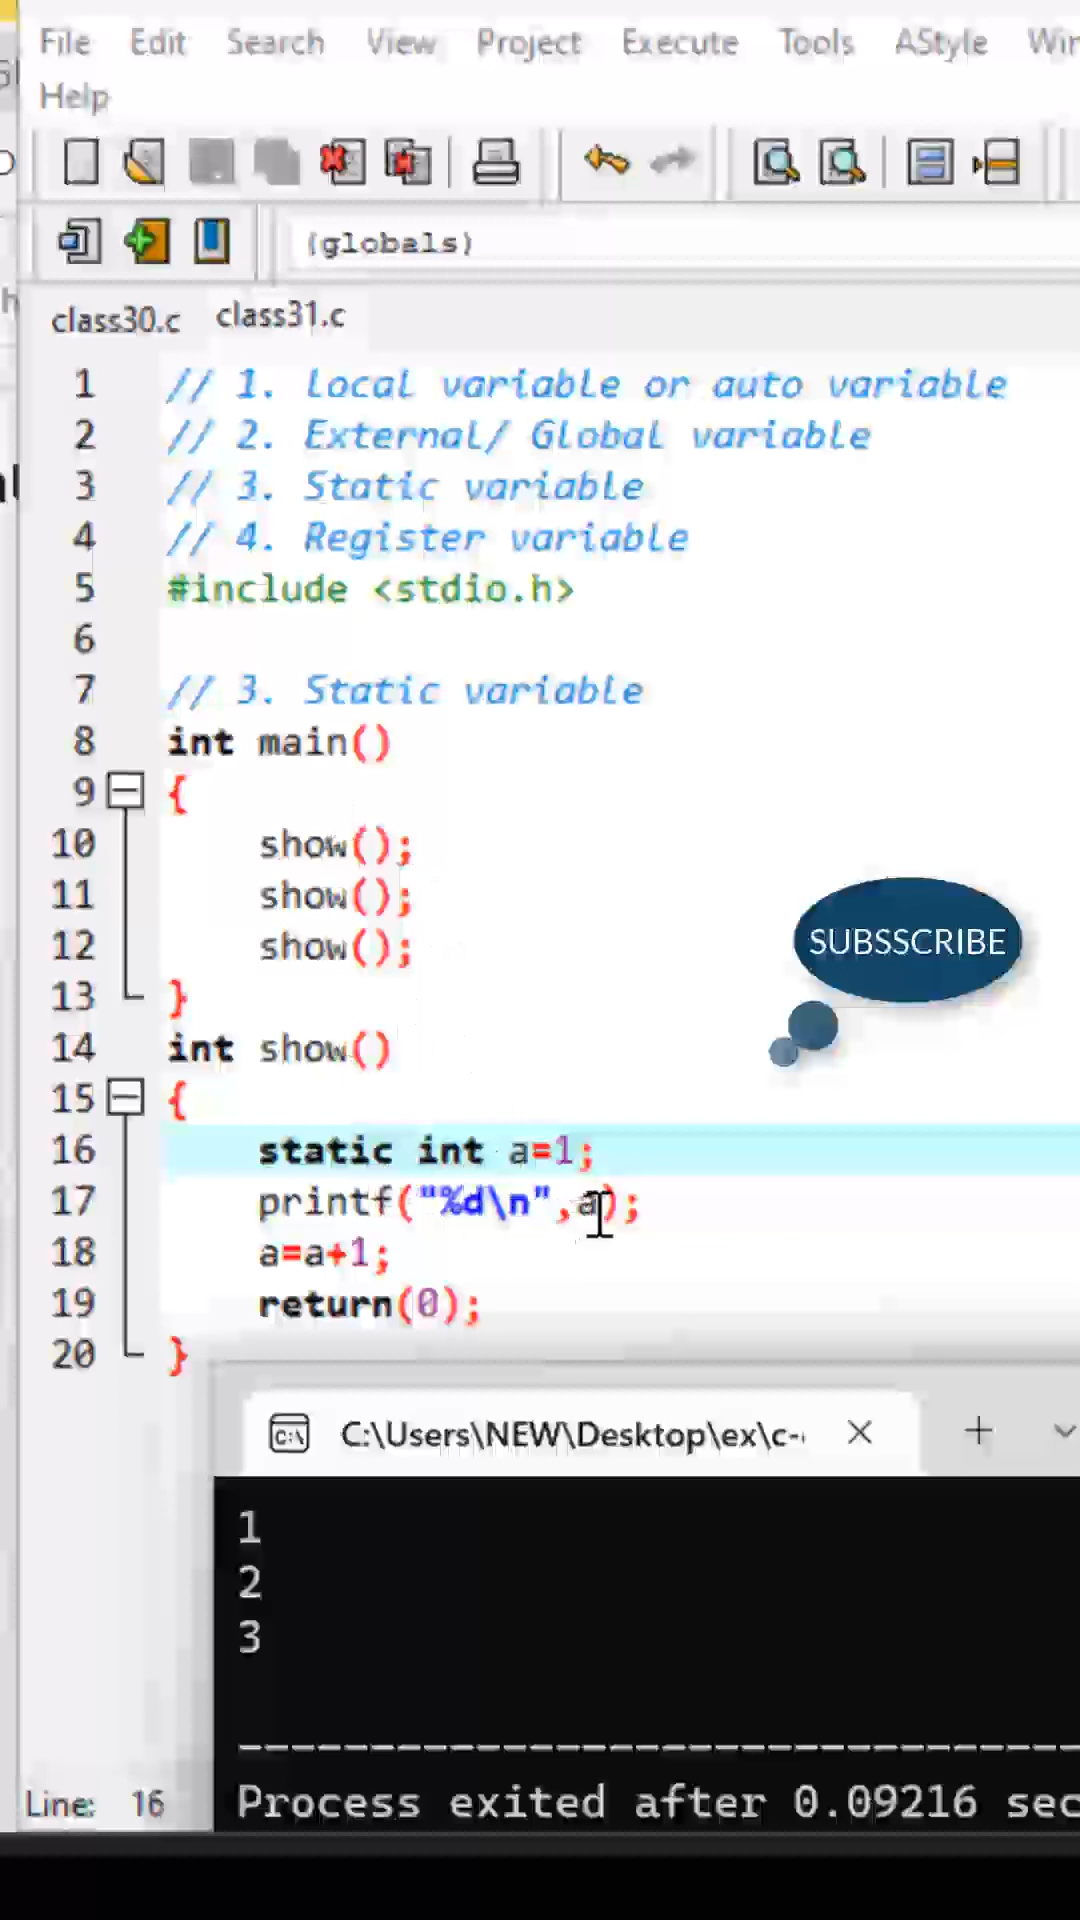 File Edit Search View Project Execute Tools AStyle
Help
(globals)
class30.c class31.c
1 // 1. Local variable or auto variable
2 // 2. External/ Global variable
3 // 3. Static variable
4 // 4. Register variable
5 #include <stdio.h>
6
7 // 3. Static variable
8 int main()
9 {
10 show();
11 show();
12 show();
13 }
14 int show()
15 {
16 static int a=1;
17 printf("%d\n",a);
18 a=a+1;
19 return(0);
20 }
SUBSSCRIBE
C:\Users\NEW\Desktop\ex\c-
1
2
3
--------------------------------
Process exited after 0.09216 sec
Line: 16